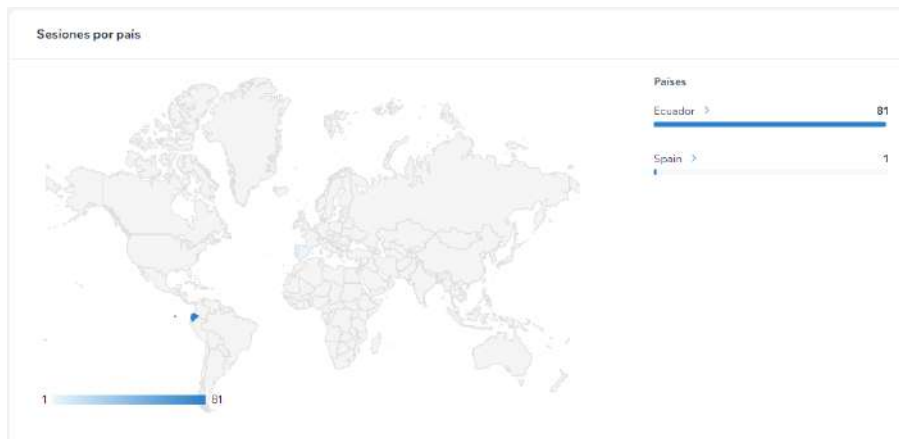 Sesiones por país
Países
Ecuador > 81
Spain > 1
1 81